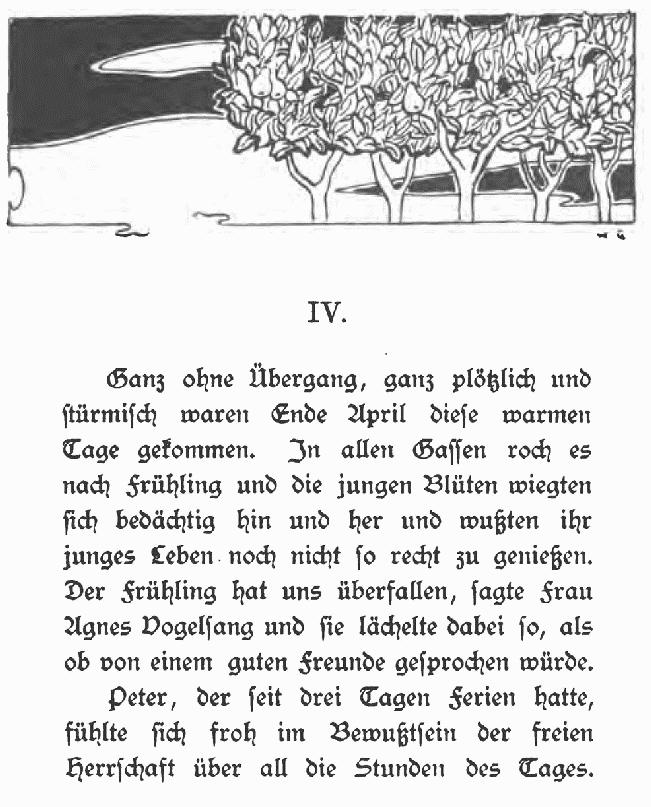 IV.
Ganz ohne Übergang, ganz plötzlich und
stürmisch waren Ende April diese warmen
Tage gekommen. In allen Gassen roch es
nach Frühling und die jungen Blüten wiegten
sich bedächtig hin und her und wußten ihr
junges Leben noch nicht so recht zu genießen.
Der Frühling hat uns überfallen, sagte Frau
Agnes Vogelsang und sie lächelte dabei so, als
ob von einem guten Freunde gesprochen würde.
Peter, der seit drei Tagen Ferien hatte,
fühlte sich froh im Bewußtsein der freien
Herrschaft über all die Stunden des Tages.